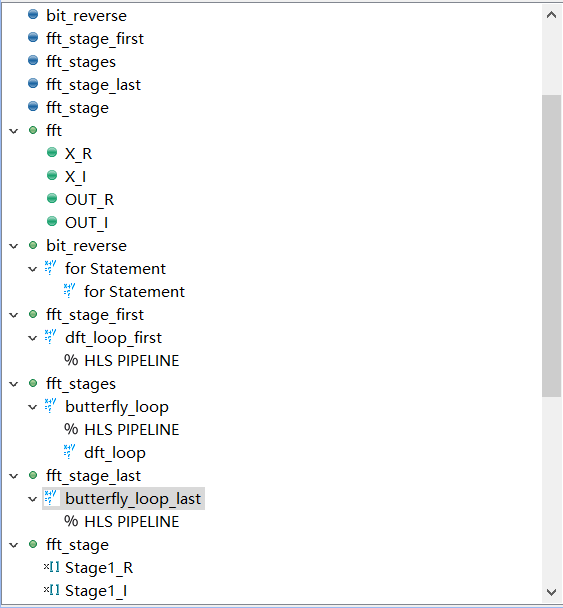 bit_reverse
fft_stage_first
fft_stages
fft_stage_last
fft_stage
fft
X_R
X_I
OUT_R
OUT_I
bit_reverse
for Statement
for Statement
fft_stage_first
dft_loop_first
% HLS PIPELINE
fft_stages
butterfly_loop
% HLS PIPELINE
dft_loop
fft_stage_last
butterfly_loop_last
% HLS PIPELINE
fft_stage
×[] Stage1_R
×[] Stage1_I